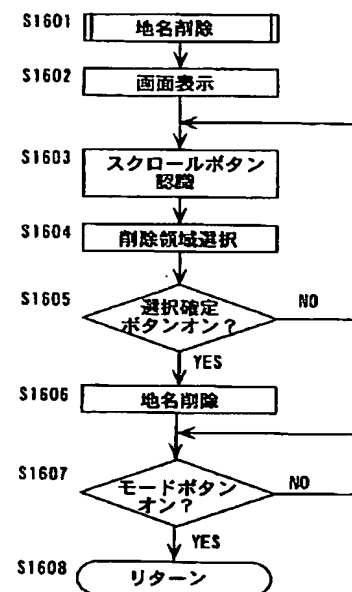 S1601 地名削除
S1602 画面表示
S1603 スクロールボタン
認識
S1604 削除領域選択
S1605 選択確定
ボタンオン?
NO
YES
S1606 地名削除
S1607 モードボタン
オン?
NO
YES
S1608 リターン